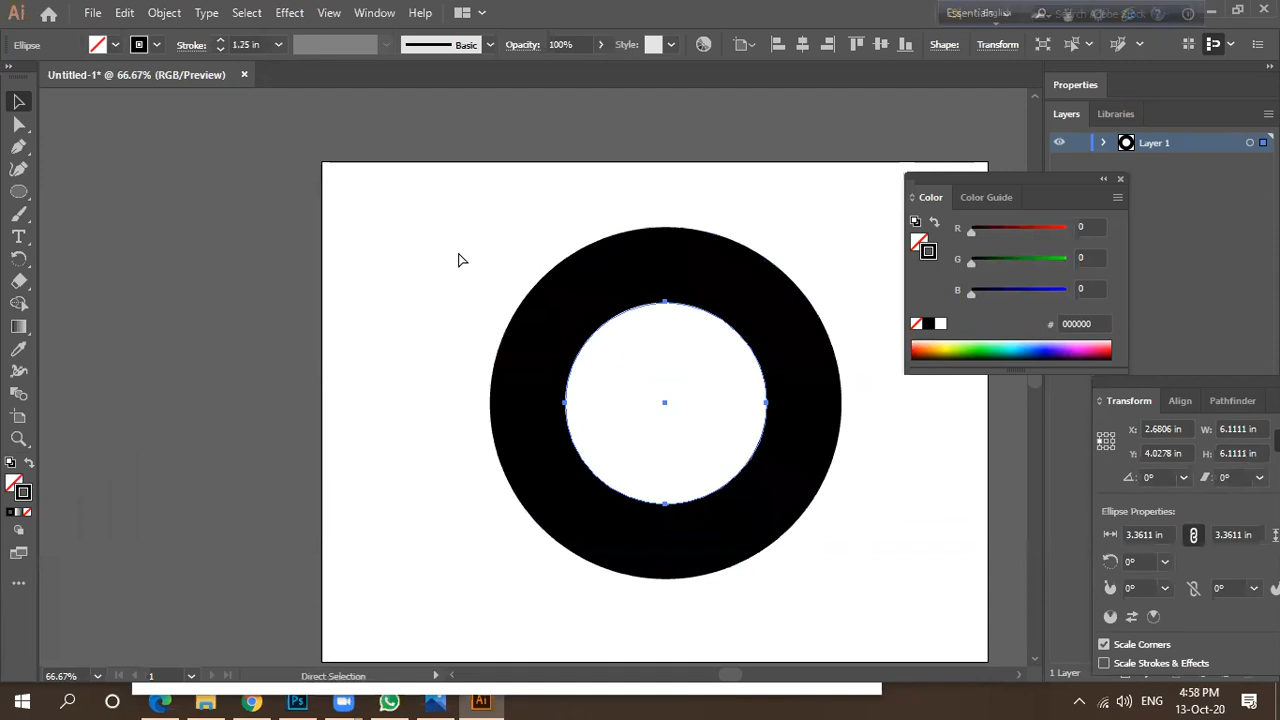 Ai File Edit Object Type Select Effect View Window Help Essentials
Ellipse Stroke: 1.25 in Basic Opacity: 100% Style: Shape: Transform
Untitled-1* @ 66.67% (RGB/Preview) ×
Properties
Layers Libraries
Layer 1
Color Color Guide
R 0
G 0
B 0
# 000000
Transform Align Pathfinder
X: 2.6806 in W: 6.1111 in
Y: 4.0278 in H: 6.1111 in
0° 0°
Ellipse Properties:
3.3611 in 3.3611 in
0°
0° 0°
Scale Corners
Scale Strokes & Effects
66.67% 1 Direct Selection 1 Layer
Ps Ai ENG 4:58 PM
13-Oct-20